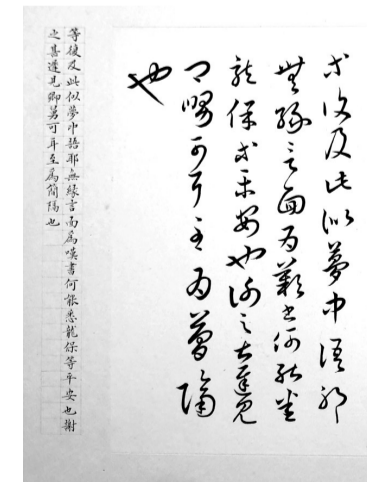 等復及此似夢中語耶
無緣言面為歎書何能悉
龍保等平安也謝之甚遲見
卿舅可耳至為簡隔
也
等復及此似夢中語耶無緣言面為嘆書何能悉龍保等平安也謝
之甚遲見卿舅可耳至為簡隔也